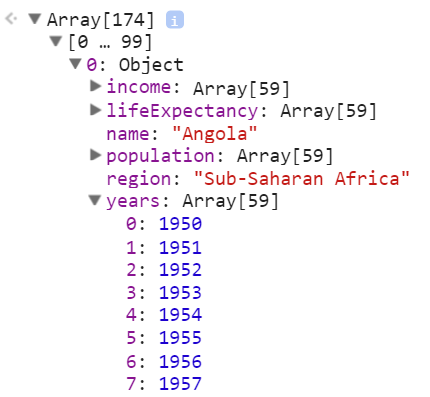 Array[174] i
[0 … 99]
0: Object
income: Array[59]
lifeExpectancy: Array[59]
name: "Angola"
population: Array[59]
region: "Sub-Saharan Africa"
years: Array[59]
0: 1950
1: 1951
2: 1952
3: 1953
4: 1954
5: 1955
6: 1956
7: 1957